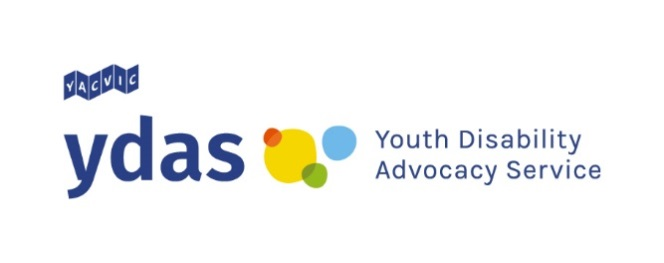 YACVIC
ydas
Youth Disability
Advocacy Service